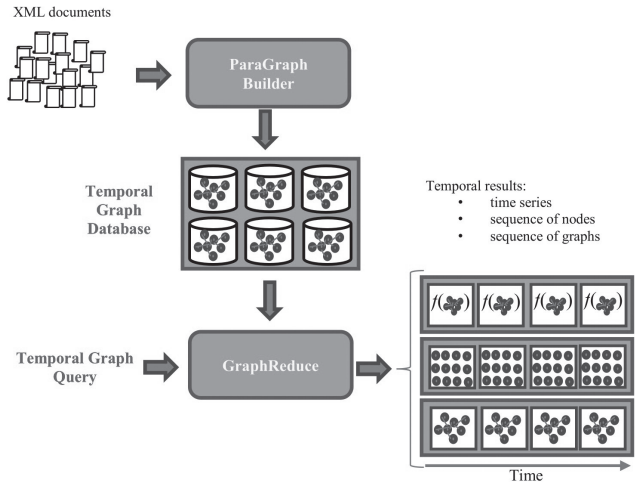 XML documents
ParaGraph
Builder
Temporal
Graph
Database
Temporal results:
• time series
• sequence of nodes
• sequence of graphs
f( ) f( ) f( ) f( )
Temporal Graph
Query
GraphReduce
Time